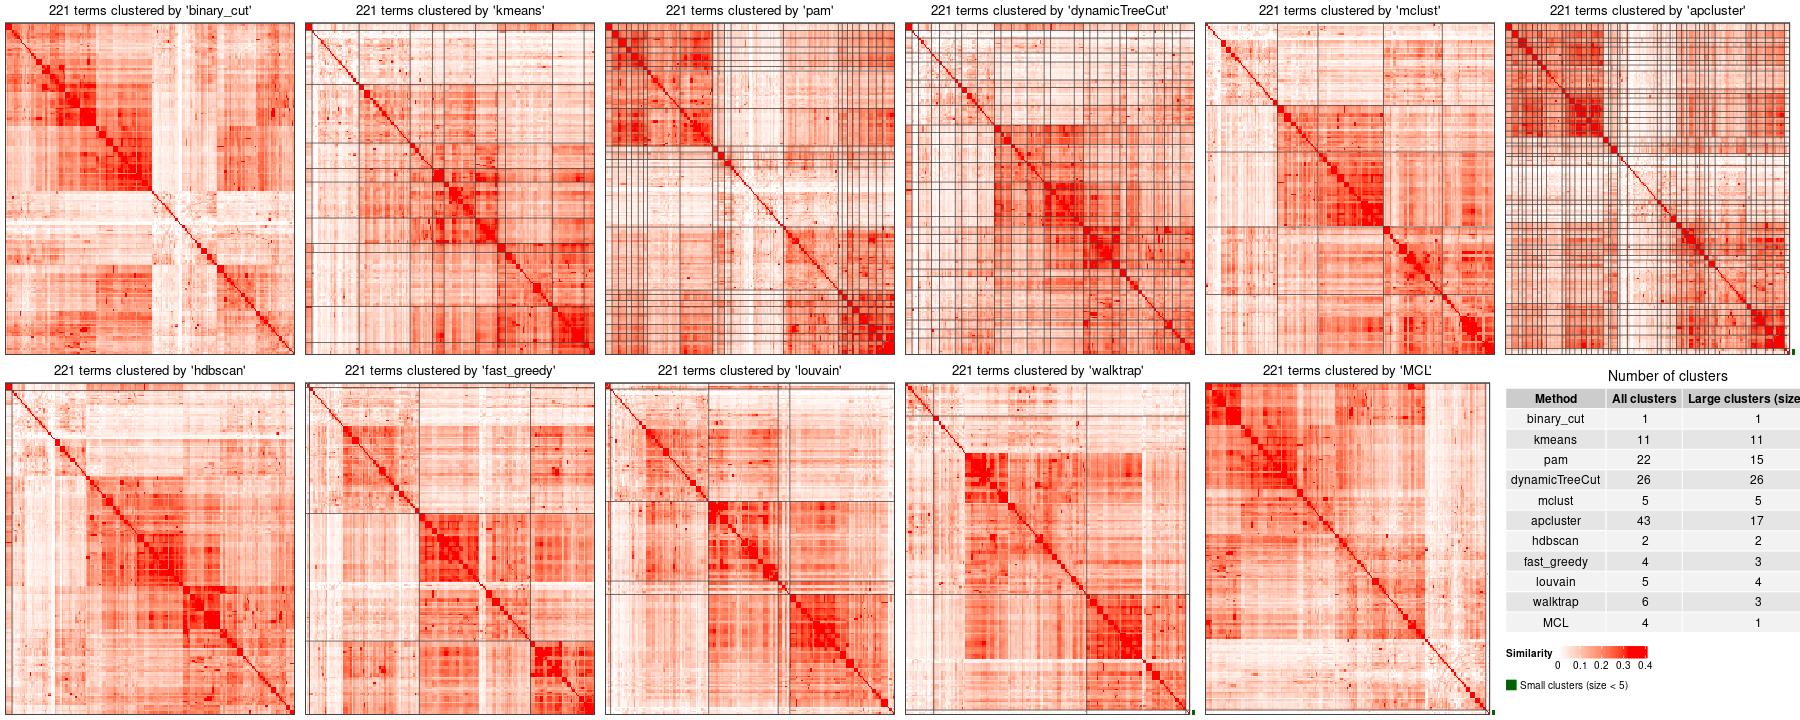 221 terms clustered by 'binary_cut'
221 terms clustered by 'kmeans'
221 terms clustered by 'pam'
221 terms clustered by 'dynamicTreeCut'
221 terms clustered by 'mclust'
221 terms clustered by 'apcluster'
221 terms clustered by 'hdbscan'
221 terms clustered by 'fast_greedy'
221 terms clustered by 'louvain'
221 terms clustered by 'walktrap'
221 terms clustered by 'MCL'
Number of clusters
Method All clusters Large clusters (size
binary_cut 1 1
kmeans 11 11
pam 22 15
dynamicTreeCut 26 26
mclust 5 5
apcluster 43 17
hdbscan 2 2
fast_greedy 4 3
louvain 5 4
walktrap 6 3
MCL 4 1
Similarity
0 0.1 0.2 0.3 0.4
Small clusters (size < 5)